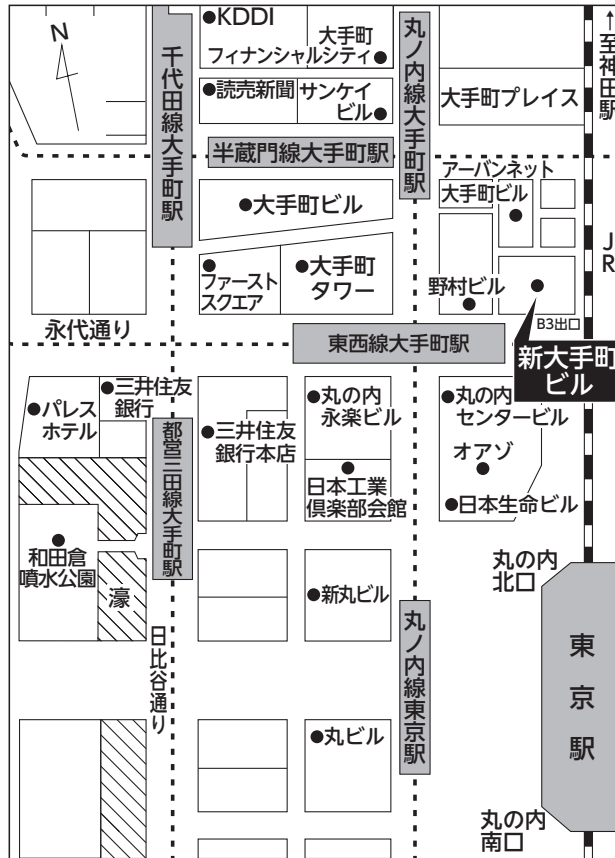 N
KDDI
大手町
フィナンシャルシティ
読売新聞
サンケイ
ビル
千代田線大手町駅
丸ノ内線大手町駅
大手町プレイス
↑至神田駅
半蔵門線大手町駅
アーバンネット
大手町ビル
大手町ビル
JR
ファースト
スクエア
大手町
タワー
野村ビル
B3出口
永代通り
東西線大手町駅
新大手町
ビル
パレス
ホテル
三井住友
銀行
三井住友
銀行本店
丸の内
永楽ビル
丸の内
センタービル
オアゾ
都営三田線大手町駅
日本工業
倶楽部会館
日本生命ビル
和田倉
噴水公園
濠
新丸ビル
丸の内
北口
日比谷通り
丸ノ内線東京駅
東京駅
丸ビル
丸の内
南口